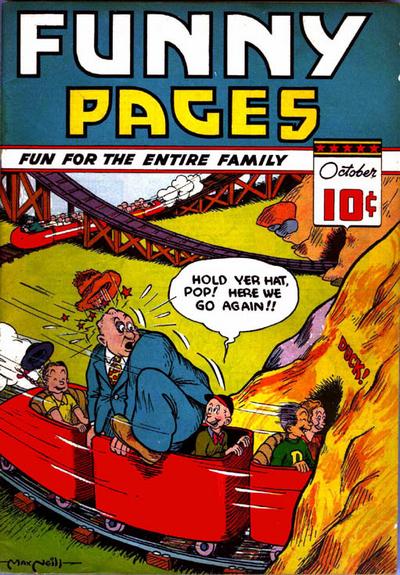 FUNNY
PAGES
FUN FOR THE ENTIRE FAMILY
October
10¢
HOLD YER HAT,
POP! HERE WE
GO AGAIN!!
DUCK!
D
MAX NEILL